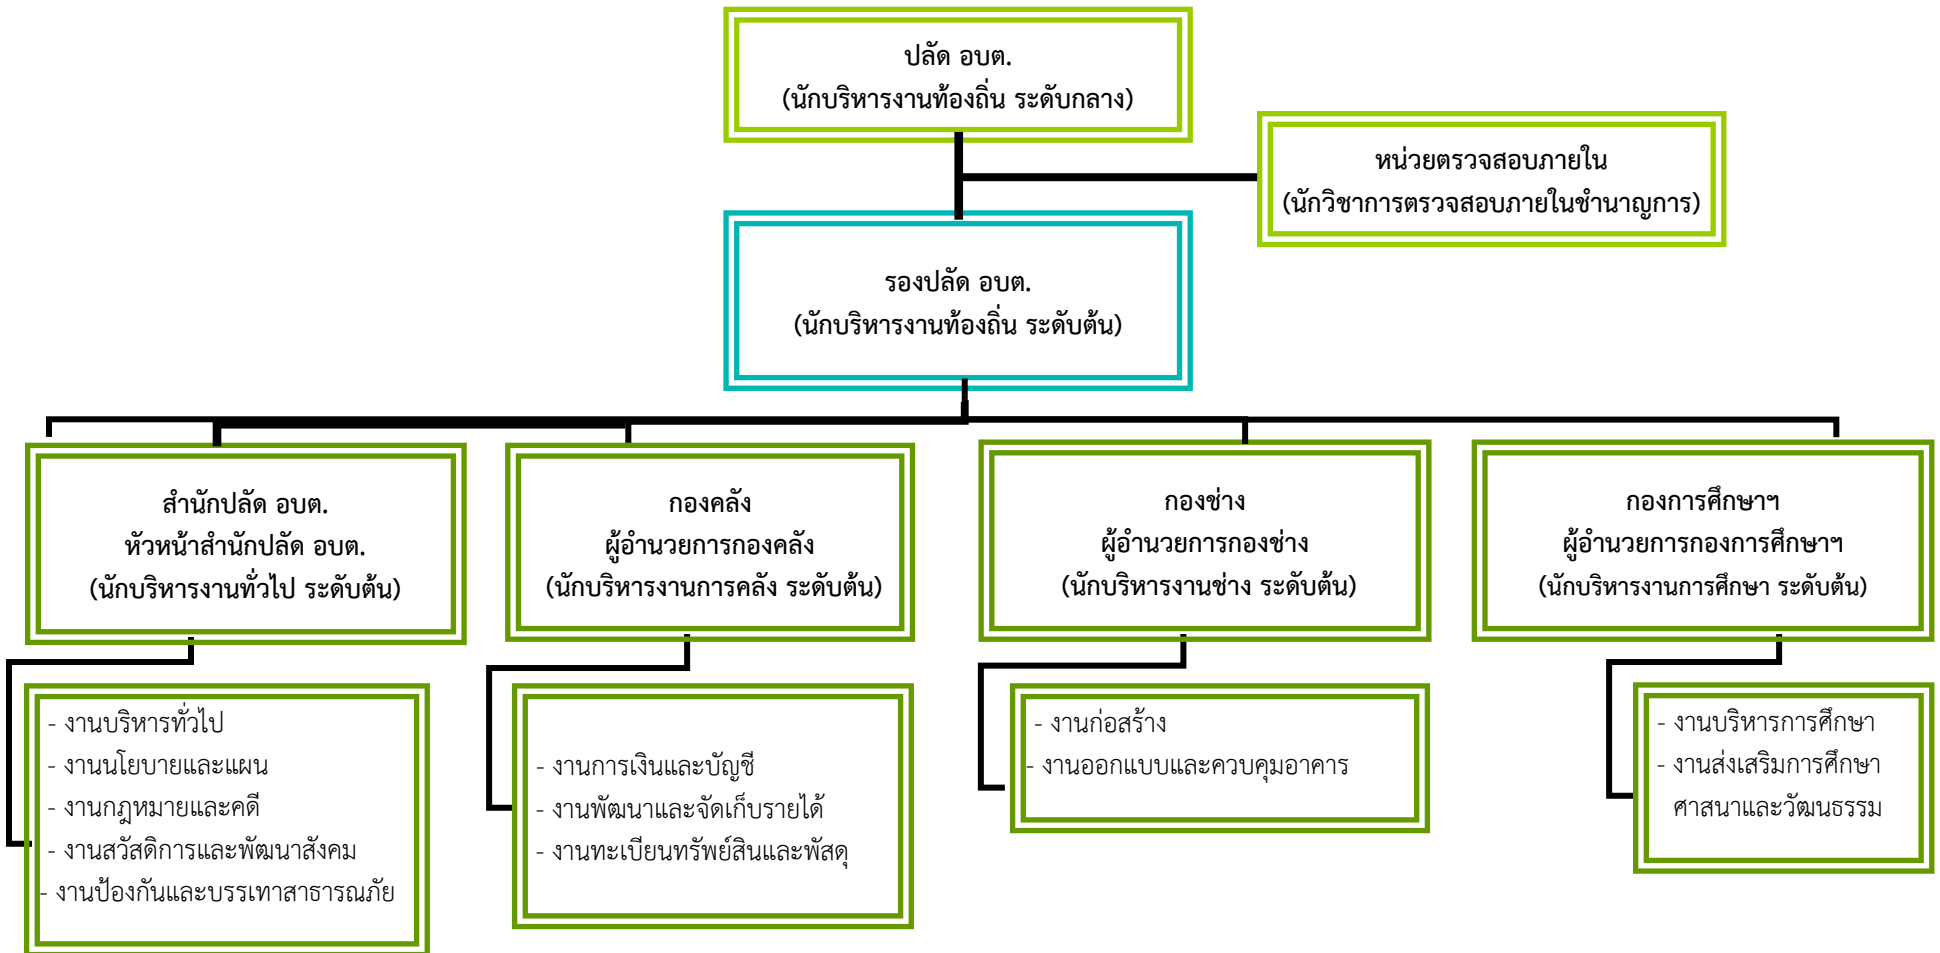 ปลัด อบต.
(นักบริหารงานท้องถิ่น ระดับกลาง)
หน่วยตรวจสอบภายใน
(นักวิชาการตรวจสอบภายในชำนาญการ)
รองปลัด อบต.
(นักบริหารงานท้องถิ่น ระดับต้น)
สำนักปลัด อบต.
หัวหน้าสำนักปลัด อบต.
(นักบริหารงานทั่วไป ระดับต้น)
กองคลัง
ผู้อำนวยการกองคลัง
(นักบริหารงานการคลัง ระดับต้น)
กองช่าง
ผู้อำนวยการกองช่าง
(นักบริหารงานช่าง ระดับต้น)
กองการศึกษาฯ
ผู้อำนวยการกองการศึกษาฯ
(นักบริหารงานการศึกษา ระดับต้น)
- งานบริหารทั่วไป
- งานนโยบายและแผน
- งานกฎหมายและคดี
- งานสวัสดิการและพัฒนาสังคม
- งานป้องกันและบรรเทาสาธารณภัย
- งานการเงินและบัญชี
- งานพัฒนาและจัดเก็บรายได้
- งานทะเบียนทรัพย์สินและพัสดุ
- งานก่อสร้าง
- งานออกแบบและควบคุมอาคาร
- งานบริหารการศึกษา
- งานส่งเสริมการศึกษา
ศาสนาและวัฒนธรรม